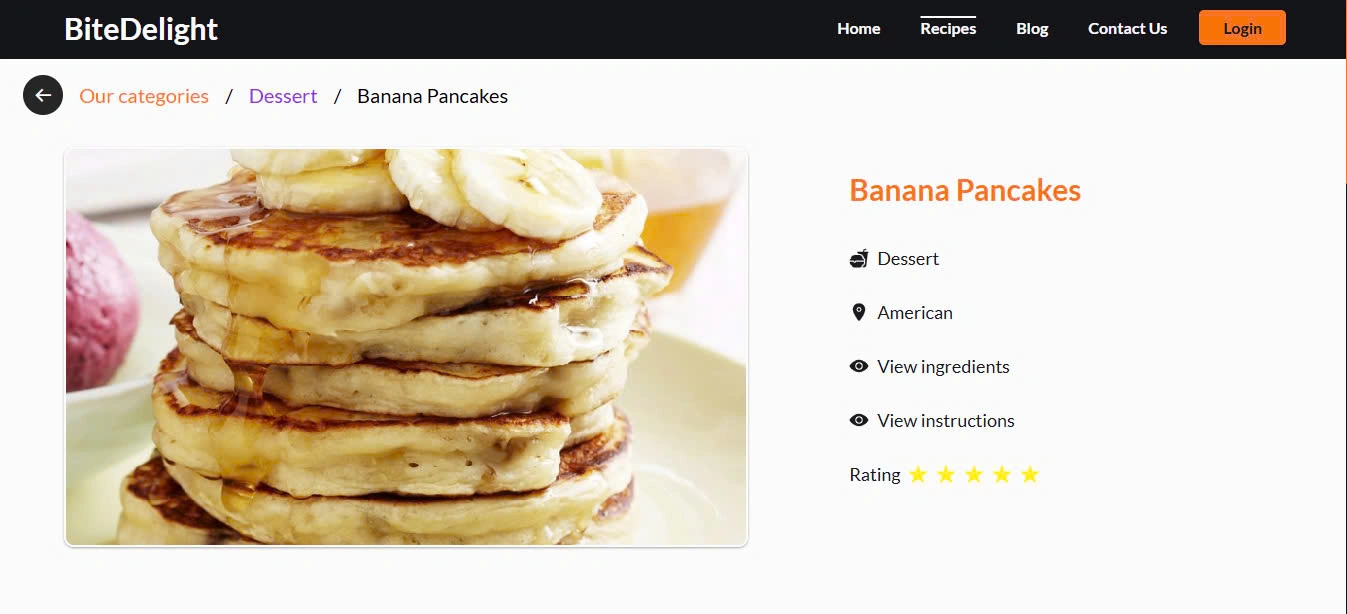 BiteDelight Home Recipes Blog Contact Us Login
Our categories / Dessert / Banana Pancakes
Banana Pancakes
Dessert
American
View ingredients
View instructions
Rating